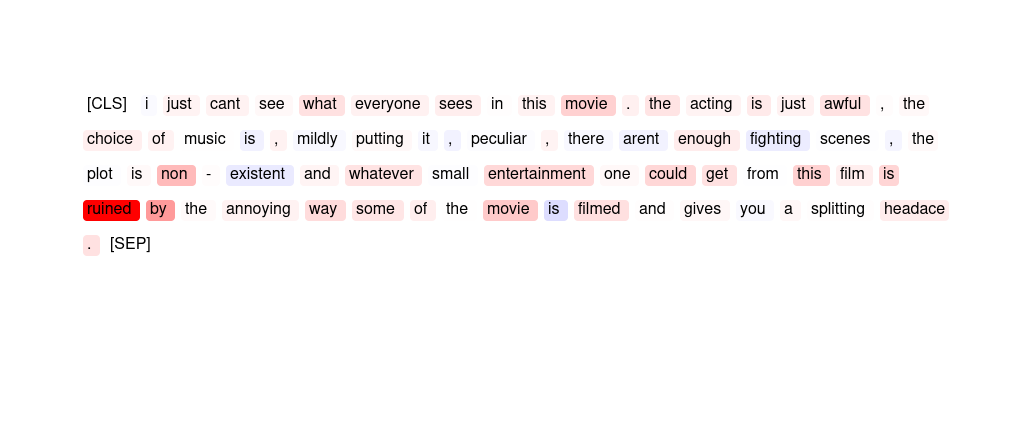 [CLS] i just cant see what everyone sees in this movie . the acting is just awful , the
choice of music is , mildly putting it , peculiar , there arent enough fighting scenes , the
plot is non - existent and whatever small entertainment one could get from this film is
ruined by the annoying way some of the movie is filmed and gives you a splitting headace
. [SEP]